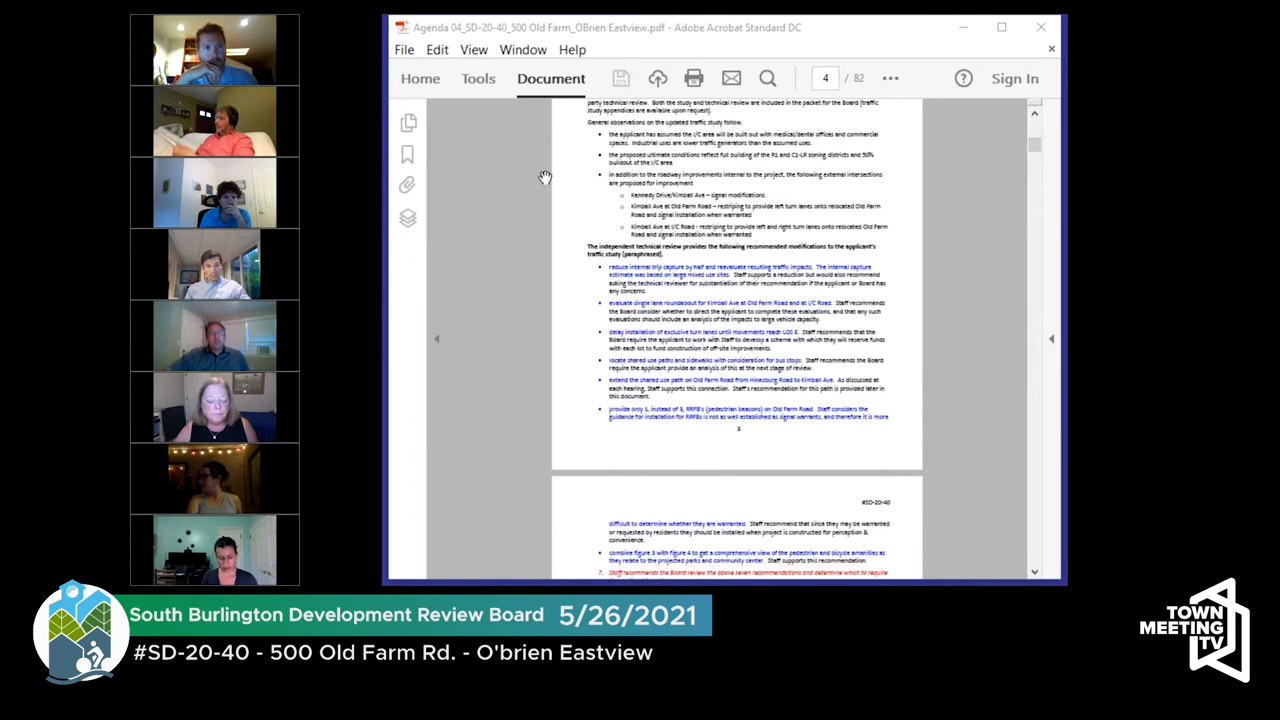 Agenda 04_SD-20-40_500 Old Farm_OBrien Eastview.pdf - Adobe Acrobat Standard DC
File Edit View Window Help
Home Tools Document 4 / 82 Sign In
party technical review. Both the study and technical review are included in the packet for the Board (traffic
study appendices are available upon request).
General observations on the updated traffic study follow.
• the applicant has assumed the I/C area will be built out with medical/dental offices and commercial
spaces. Industrial uses are lower traffic generators than the assumed uses.
• the proposed ultimate conditions reflect full building of the R1 and C1-LR zoning districts and 50%
buildout of the I/C area
• in addition to the roadway improvements internal to the project, the following external intersections
are proposed for improvement
o Kennedy Drive/Kimball Ave – signal modifications
o Kimball Ave at Old Farm Road – restriping to provide left turn lanes onto relocated Old Farm
Road and signal installation when warranted
o Kimball Ave at I/C Road - restriping to provide left and right turn lanes onto relocated Old Farm
Road and signal installation when warranted
The independent technical review provides the following recommended modifications to the applicant's
traffic study [paraphrased].
• reduce internal trip capture by half and reevaluate resulting traffic impacts. The internal capture
estimate was based on large mixed use sites. Staff supports a reduction but would also recommend
asking the technical reviewer for substantiation of their recommendation if the applicant or Board has
any concerns.
• evaluate single lane roundabout for Kimball Ave at Old Farm Road and at I/C Road. Staff recommends
the Board consider whether to direct the applicant to complete these evaluations, and that any such
evaluations should include an analysis of the impacts to large vehicle capacity.
• delay installation of exclusive turn lanes until movements reach LOS E. Staff recommends that the
Board require the applicant to work with Staff to develop a scheme with which they will reserve funds
with each lot to fund construction of off-site improvements.
• locate shared use paths and sidewalks with consideration for bus stops. Staff recommends the Board
require the applicant provide an analysis of this at the next stage of review.
• extend the shared use path on Old Farm Road from Hinesburg Road to Kimball Ave. As discussed at
each hearing, Staff supports this connection. Staff's recommendation for this path is provided later in
this document.
• provide only 1, instead of 3, RRFB's (pedestrian beacons) on Old Farm Road. Staff considers the
guidance for installation for RRFBs is not as well established as signal warrants, and therefore it is more
3
#SD-20-40
difficult to determine whether they are warranted. Staff recommend that since they may be warranted
or requested by residents they should be installed when project is constructed for perception &
convenience.
• combine figure 3 with figure 4 to get a comprehensive view of the pedestrian and bicycle amenities as
they relate to the projected parks and community center. Staff supports this recommendation.
7. Staff recommends the Board review the above seven recommendations and determine which to require
South Burlington Development Review Board 5/26/2021
#SD-20-40 - 500 Old Farm Rd. - O'brien Eastview
TOWN
MEETING
TV